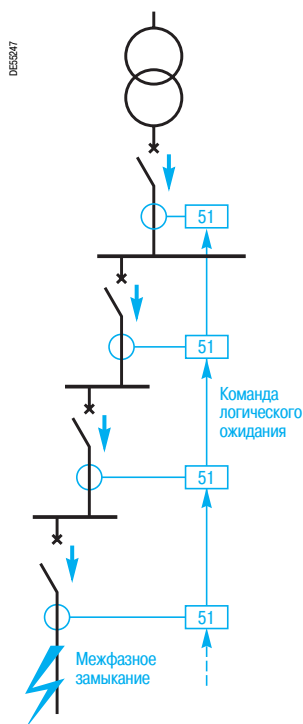 DE55247
51
51
Команда
логического
ожидания
51
51
Межфазное
замыкание